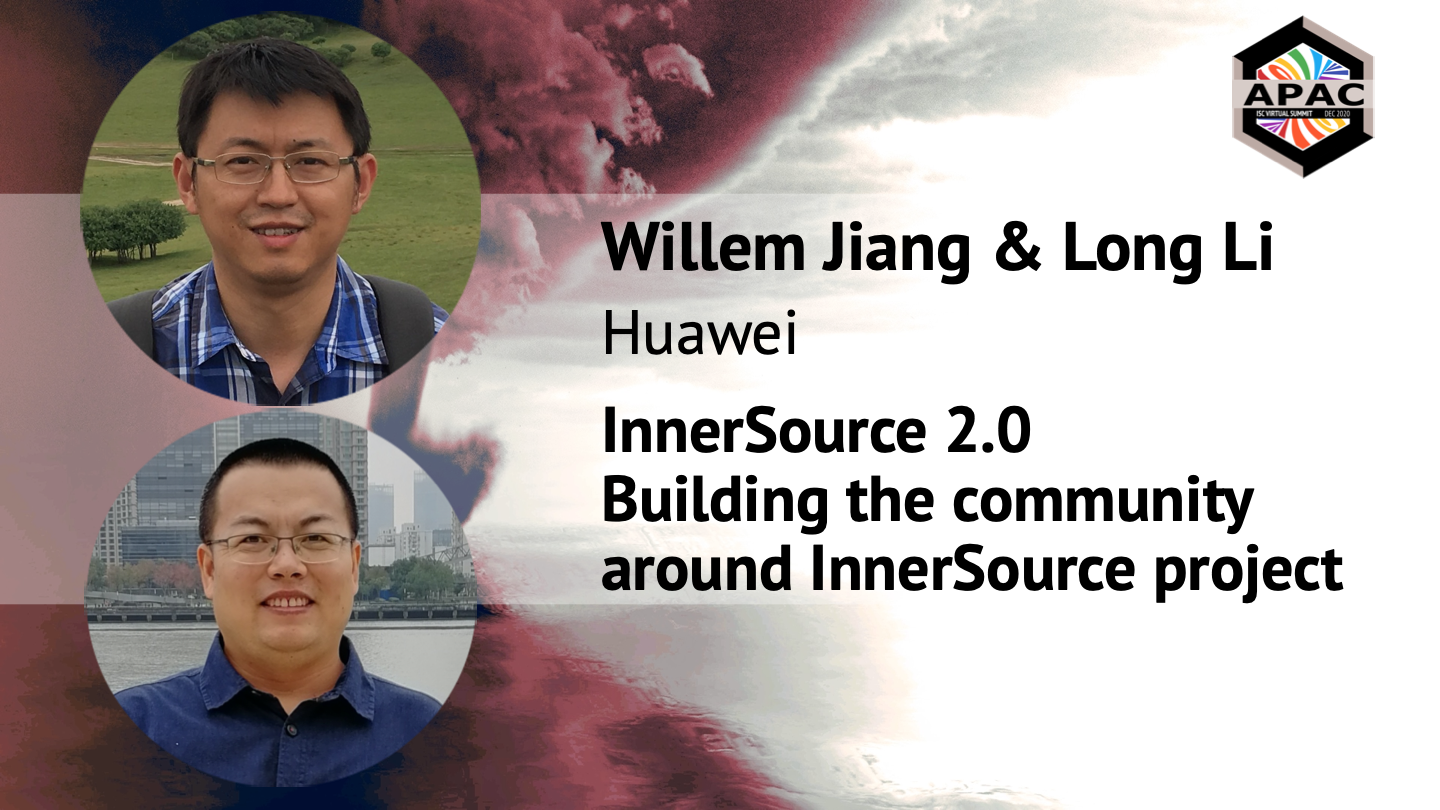 APAC
ISC VIRTUAL SUMMIT DEC 2020
Willem Jiang & Long Li
Huawei
InnerSource 2.0
Building the community
around InnerSource project